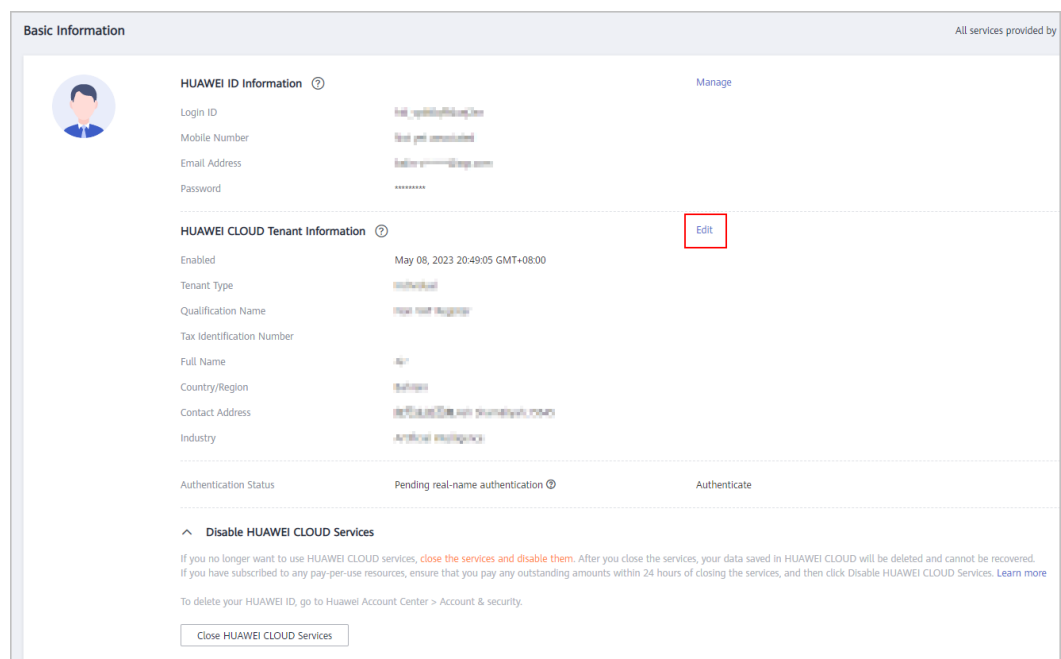 Basic Information
All services provided by
HUAWEI ID Information ?
Manage
Login ID
Mobile Number
Email Address
Password *********
HUAWEI CLOUD Tenant Information ?
Edit
Enabled May 08, 2023 20:49:05 GMT+08:00
Tenant Type
Qualification Name
Tax Identification Number
Full Name
Country/Region
Contact Address
Industry
Authentication Status Pending real-name authentication ? Authenticate
Disable HUAWEI CLOUD Services
If you no longer want to use HUAWEI CLOUD services, close the services and disable them. After you close the services, your data saved in HUAWEI CLOUD will be deleted and cannot be recovered.
If you have subscribed to any pay-per-use resources, ensure that you pay any outstanding amounts within 24 hours of closing the services, and then click Disable HUAWEI CLOUD Services. Learn more
To delete your HUAWEI ID, go to Huawei Account Center > Account & security.
Close HUAWEI CLOUD Services